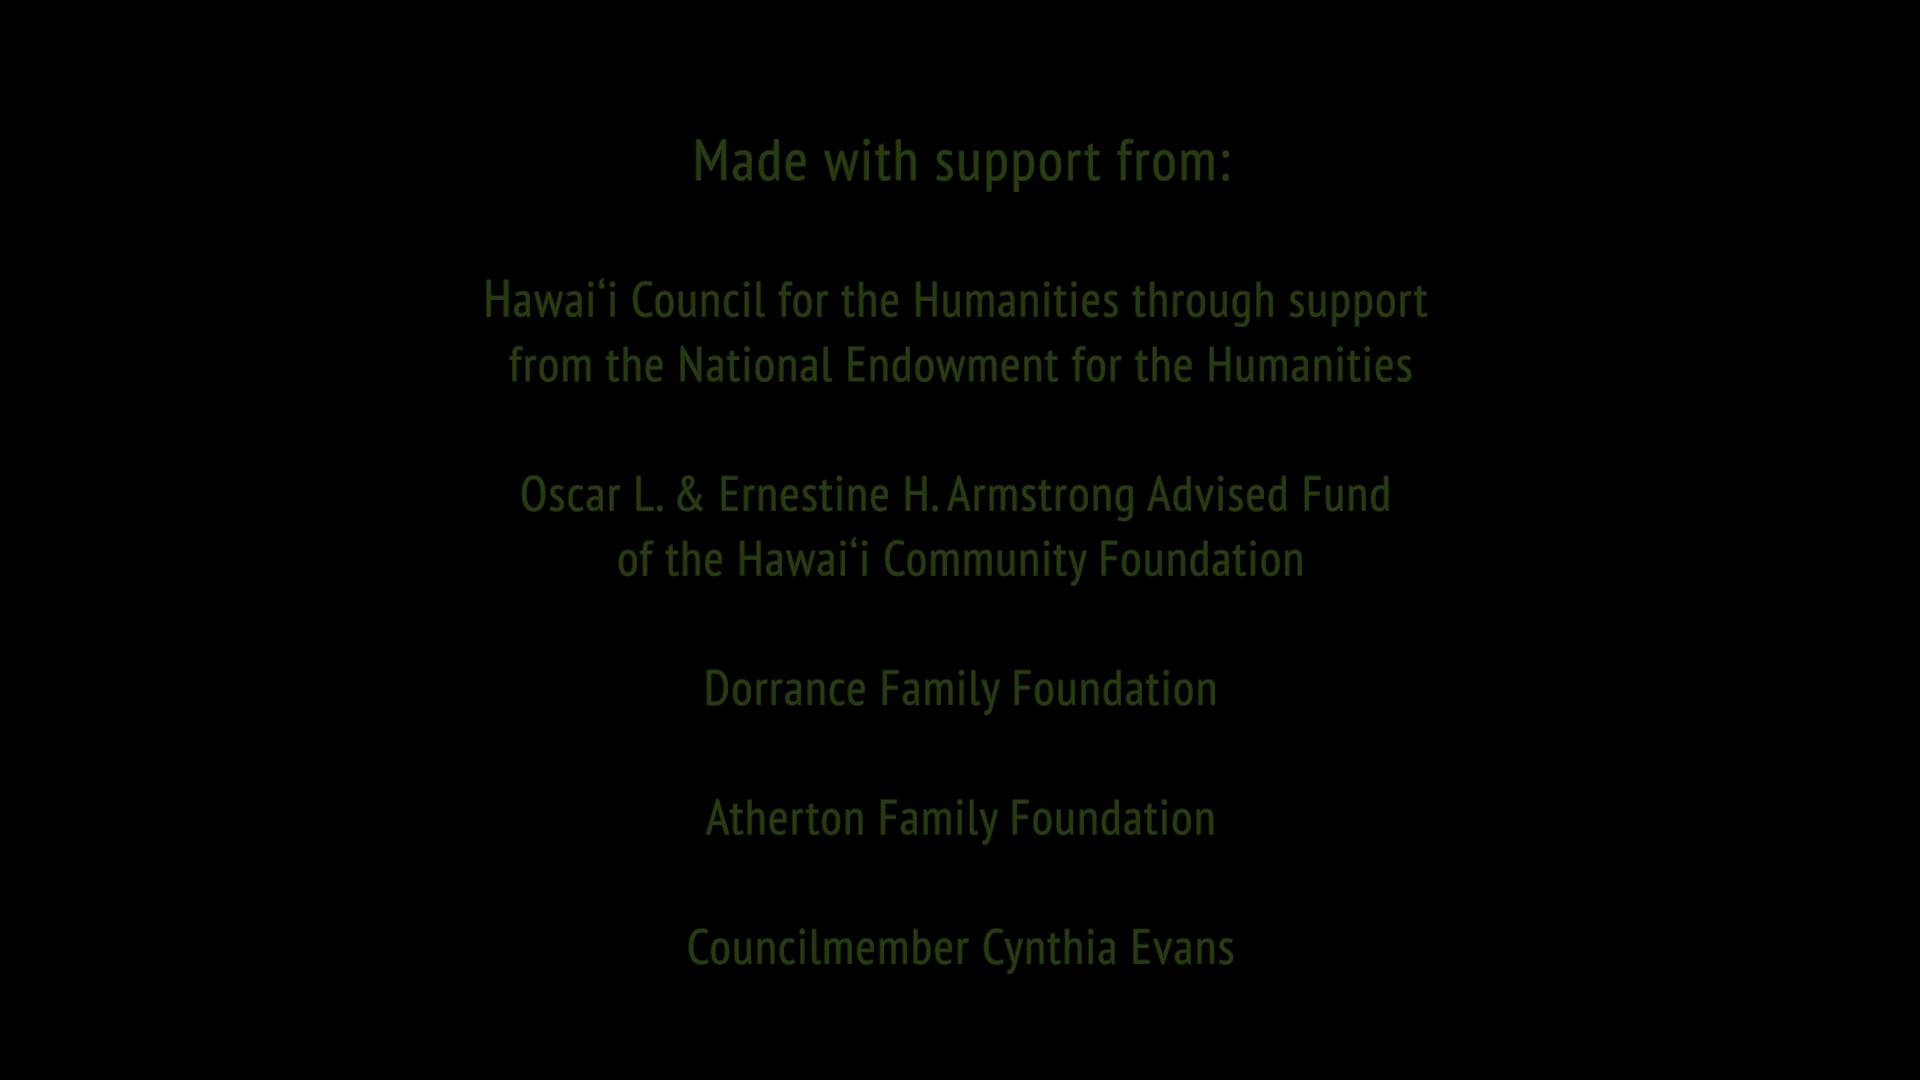 Made with support from:
Hawaiʻi Council for the Humanities through support
from the National Endowment for the Humanities
Oscar L. & Ernestine H. Armstrong Advised Fund
of the Hawaiʻi Community Foundation
Dorrance Family Foundation
Atherton Family Foundation
Councilmember Cynthia Evans